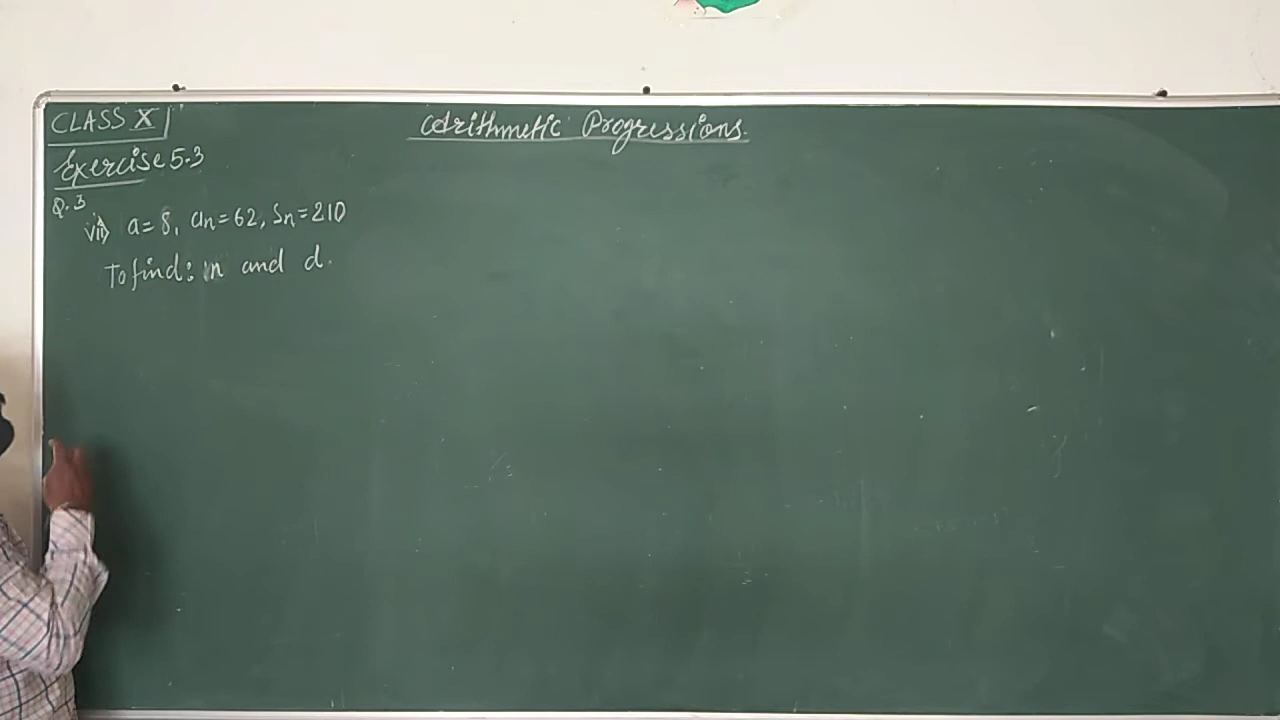 CLASS X
Arithmetic Progressions.
Exercise 5.3
Q.3
vii) a=8, an=62, Sn=210
To find: n and d.